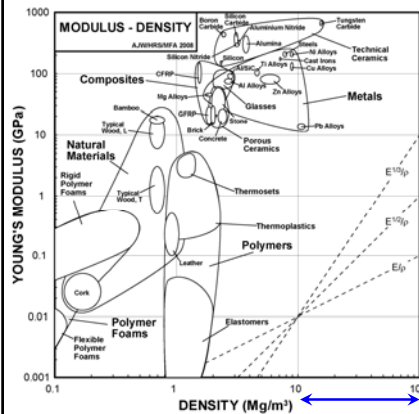 MODULUS - DENSITY
AJW/HRS/MFA 2008
Boron Carbide
Silicon Carbide
Aluminium Nitride
Tungsten Carbide
Alumina
Steels
Ni Alloys
Technical Ceramics
Silicon Nitride
Cast Irons
Ti Alloys
Cu Alloys
Composites
CFRP
Al/SiC
Al Alloys
Mg Alloys
Zn Alloys
Metals
Glasses
Bamboo
GFRP
Stone
Pb Alloys
Typical Wood, L
Brick
Concrete
Porous Ceramics
Natural Materials
Rigid Polymer Foams
Typical Wood, T
Thermosets
Thermoplastics
Polymers
Leather
Cork
Polymer Foams
Flexible Polymer Foams
Elastomers
E^1/3/ρ
E^1/2/ρ
E/ρ
YOUNG'S MODULUS (GPa)
1000
100
10
1
0.1
0.01
0.001
0.1
1
10
DENSITY (Mg/m³)